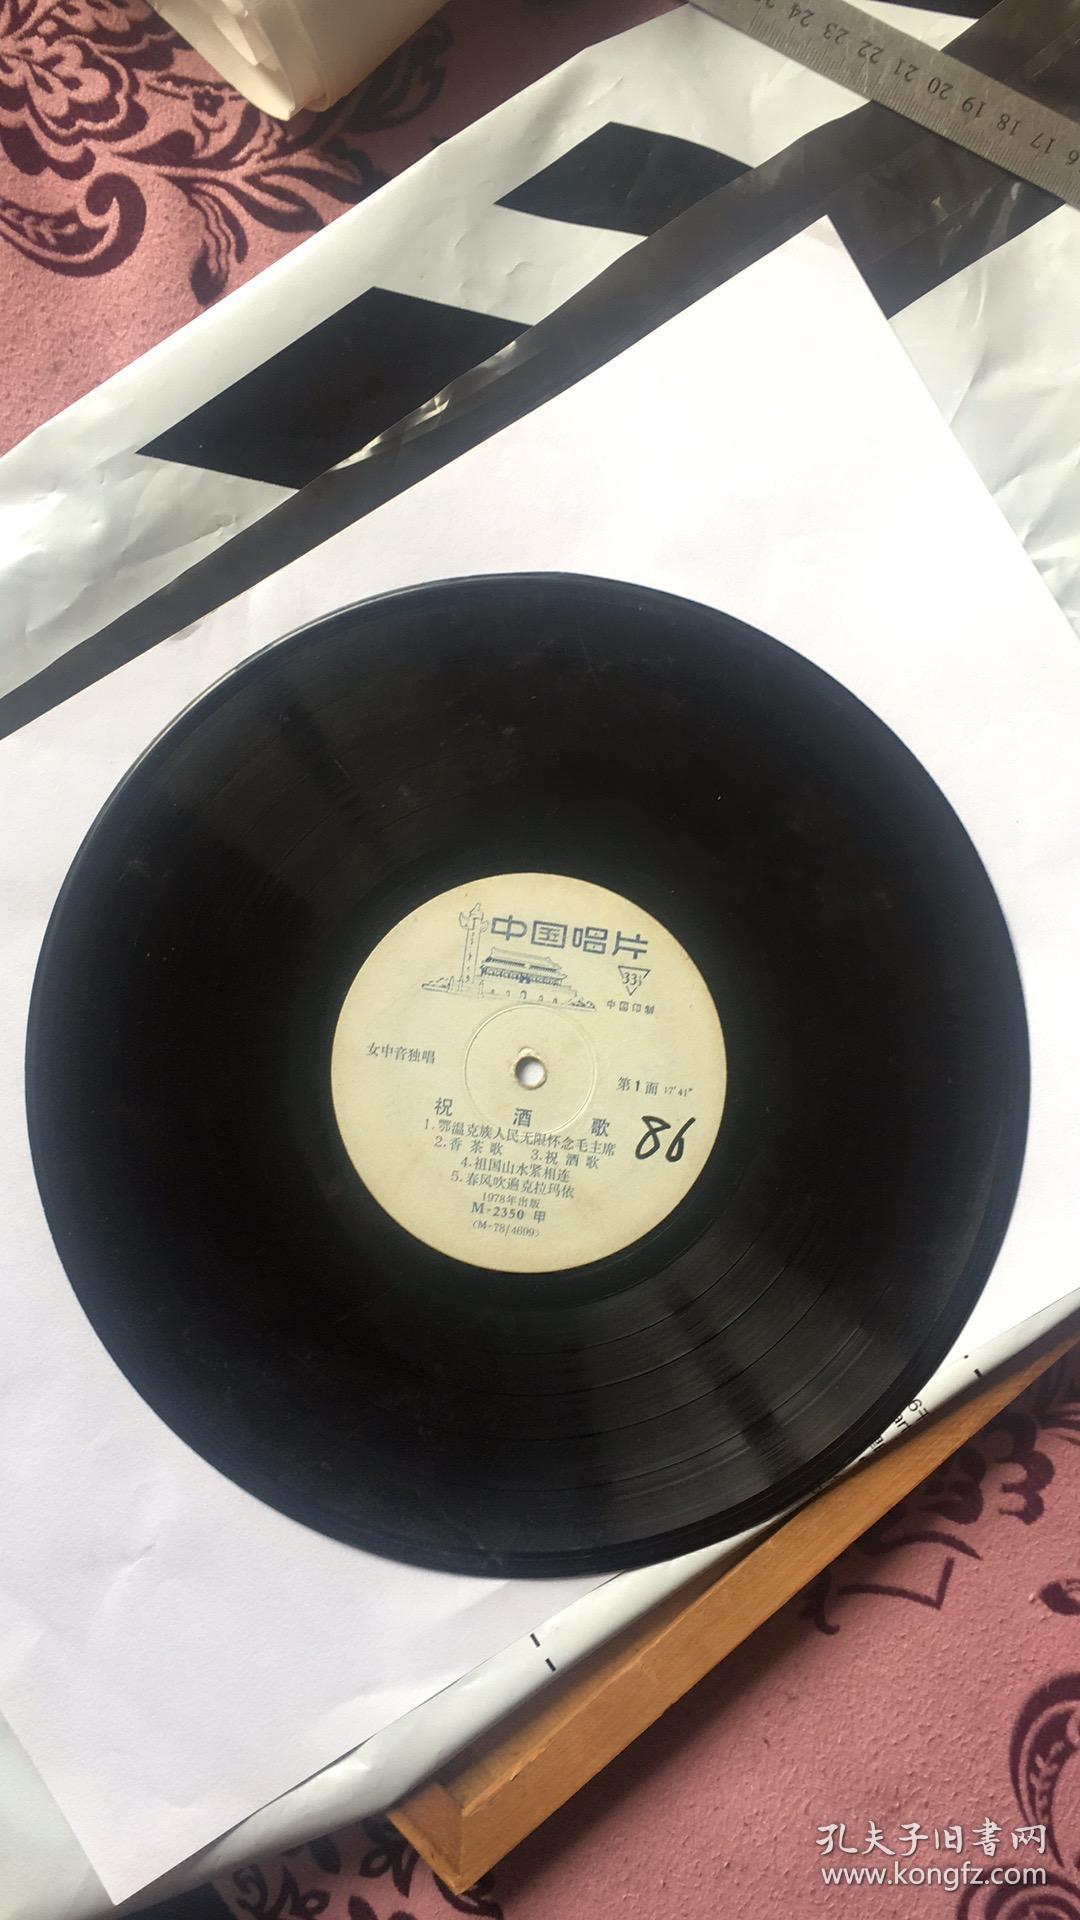 25 24 23 22 21 20 19 18 17 6
中国唱片
33⅓
中国印制
女中音独唱
第1面 17′41″
祝酒歌
86
1.鄂温克族人民无限怀念毛主席
2.香茶歌 3.祝酒歌
4.祖国山水紧相连
5.春风吹遍克拉玛依
1978年出版
M-2350 甲
(M-78/4699)
孔夫子旧書网
www.kongfz.com